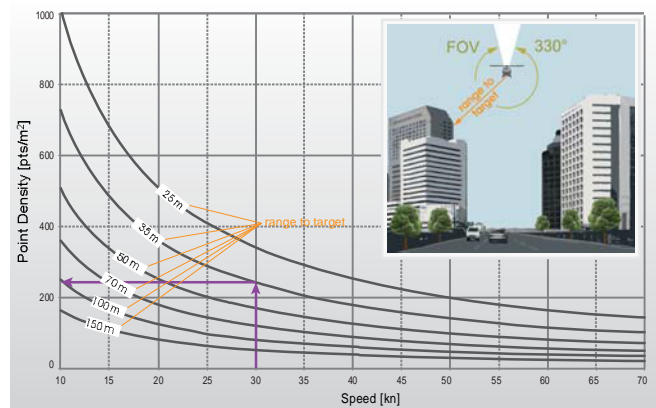 1000
800
600
400
200
0
Point Density [pts/m²]
10 15 20 25 30 35 40 45 50 55 60 65 70
Speed [kn]
25 m
35 m
50 m
70 m
100 m
150 m
range to target
FOV 330°
range to
target